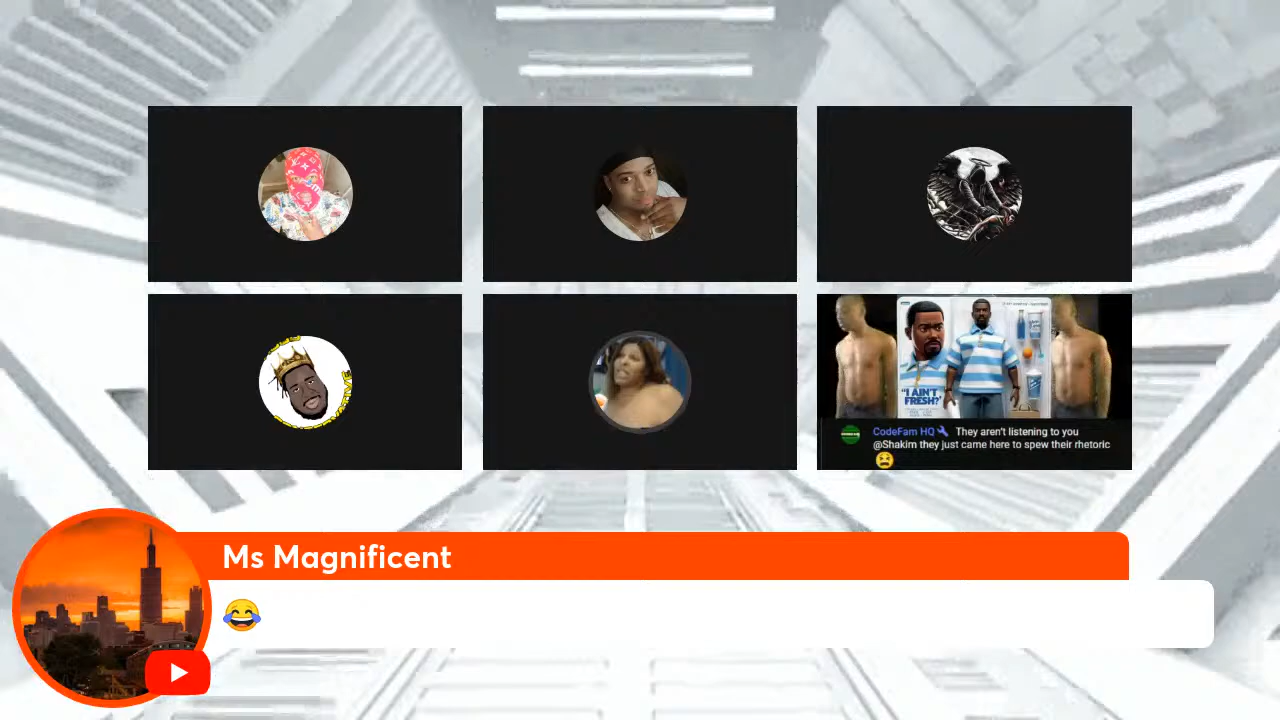 "I AIN'T
FRESH?"
CodeFam HQ They aren't listening to you
@Shakim they just came here to spew their rhetoric
😫
Ms Magnificent
😂